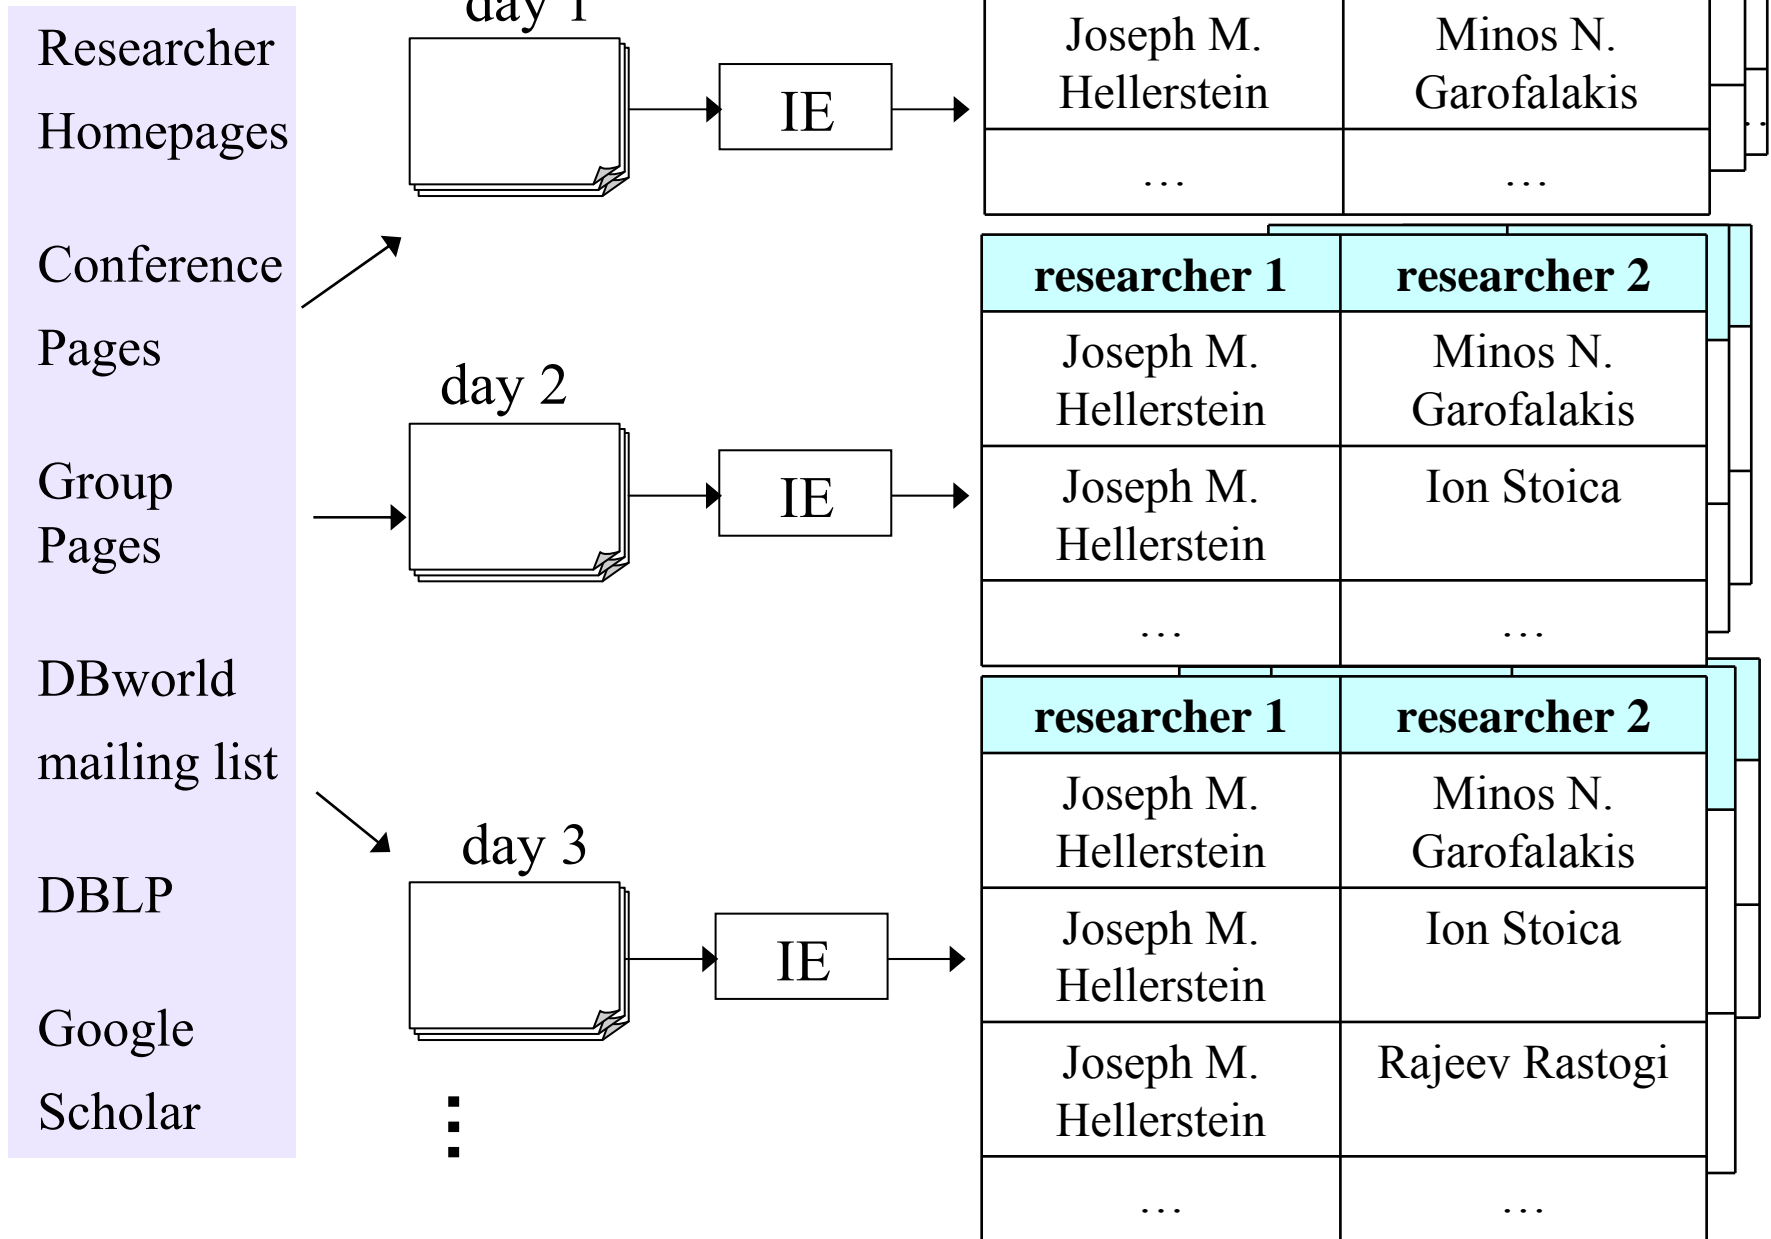 Researcher
Homepages
Conference
Pages
Group
Pages
DBworld
mailing list
DBLP
Google
Scholar
day 1
IE
Joseph M.
Hellerstein
Minos N.
Garofalakis
…
…
day 2
IE
researcher 1
researcher 2
Joseph M.
Hellerstein
Minos N.
Garofalakis
Joseph M.
Hellerstein
Ion Stoica
…
…
day 3
IE
researcher 1
researcher 2
Joseph M.
Hellerstein
Minos N.
Garofalakis
Joseph M.
Hellerstein
Ion Stoica
Joseph M.
Hellerstein
Rajeev Rastogi
…
…